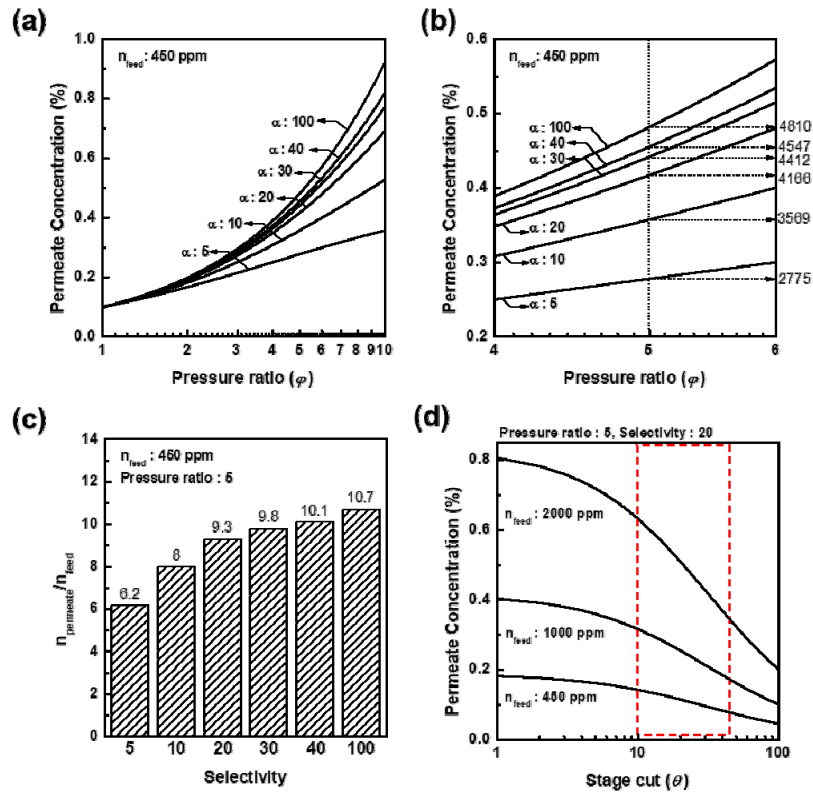 (a)
n_feed : 450 ppm
Permeate Concentration (%)
1.0
0.8
0.6
0.4
0.2
0.0
α : 100
α : 40
α : 30
α : 20
α : 10
α : 5
1 2 3 4 5 6 7 8 9 10
Pressure ratio (φ)
(b)
n_feed : 450 ppm
Permeate Concentration (%)
0.6
0.5
0.4
0.3
0.2
α : 100
α : 40
α : 30
α : 20
α : 10
α : 5
4810
4547
4412
4166
3569
2775
4 5 6
Pressure ratio (φ)
(c)
n_feed : 450 ppm
Pressure ratio : 5
n_permeate/n_feed
14
12
10
8
6
4
2
0
6.2
8
9.3
9.8
10.1
10.7
5 10 20 30 40 100
Selectivity
(d)
Pressure ratio : 5, Selectivity : 20
Permeate Concentration (%)
0.8
0.6
0.4
0.2
0.0
n_feed : 2000 ppm
n_feed : 1000 ppm
n_feed : 450 ppm
1 10 100
Stage cut (θ)